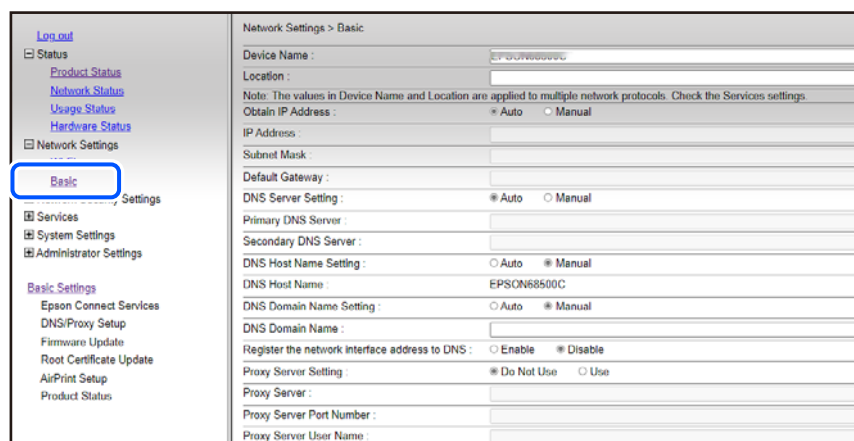 Log out
Status
Product Status
Network Status
Usage Status
Hardware Status
Network Settings
Basic
Settings
Services
System Settings
Administrator Settings
Basic Settings
Epson Connect Services
DNS/Proxy Setup
Firmware Update
Root Certificate Update
AirPrint Setup
Product Status
Network Settings > Basic
Device Name :
Location :
Note: The values in Device Name and Location are applied to multiple network protocols. Check the Services settings.
Obtain IP Address : Auto Manual
IP Address :
Subnet Mask :
Default Gateway :
DNS Server Setting : Auto Manual
Primary DNS Server :
Secondary DNS Server :
DNS Host Name Setting : Auto Manual
DNS Host Name : EPSON68500C
DNS Domain Name Setting : Auto Manual
DNS Domain Name :
Register the network interface address to DNS : Enable Disable
Proxy Server Setting : Do Not Use Use
Proxy Server :
Proxy Server Port Number :
Proxy Server User Name :